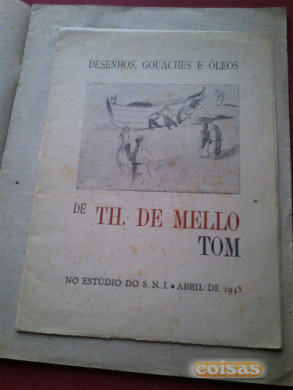 DESENHOS, GOUACHES E ÓLEOS
DE TH. DE MELLO
TOM
NO ESTÚDIO DO S. N. I. • ABRIL DE 1945
coisas